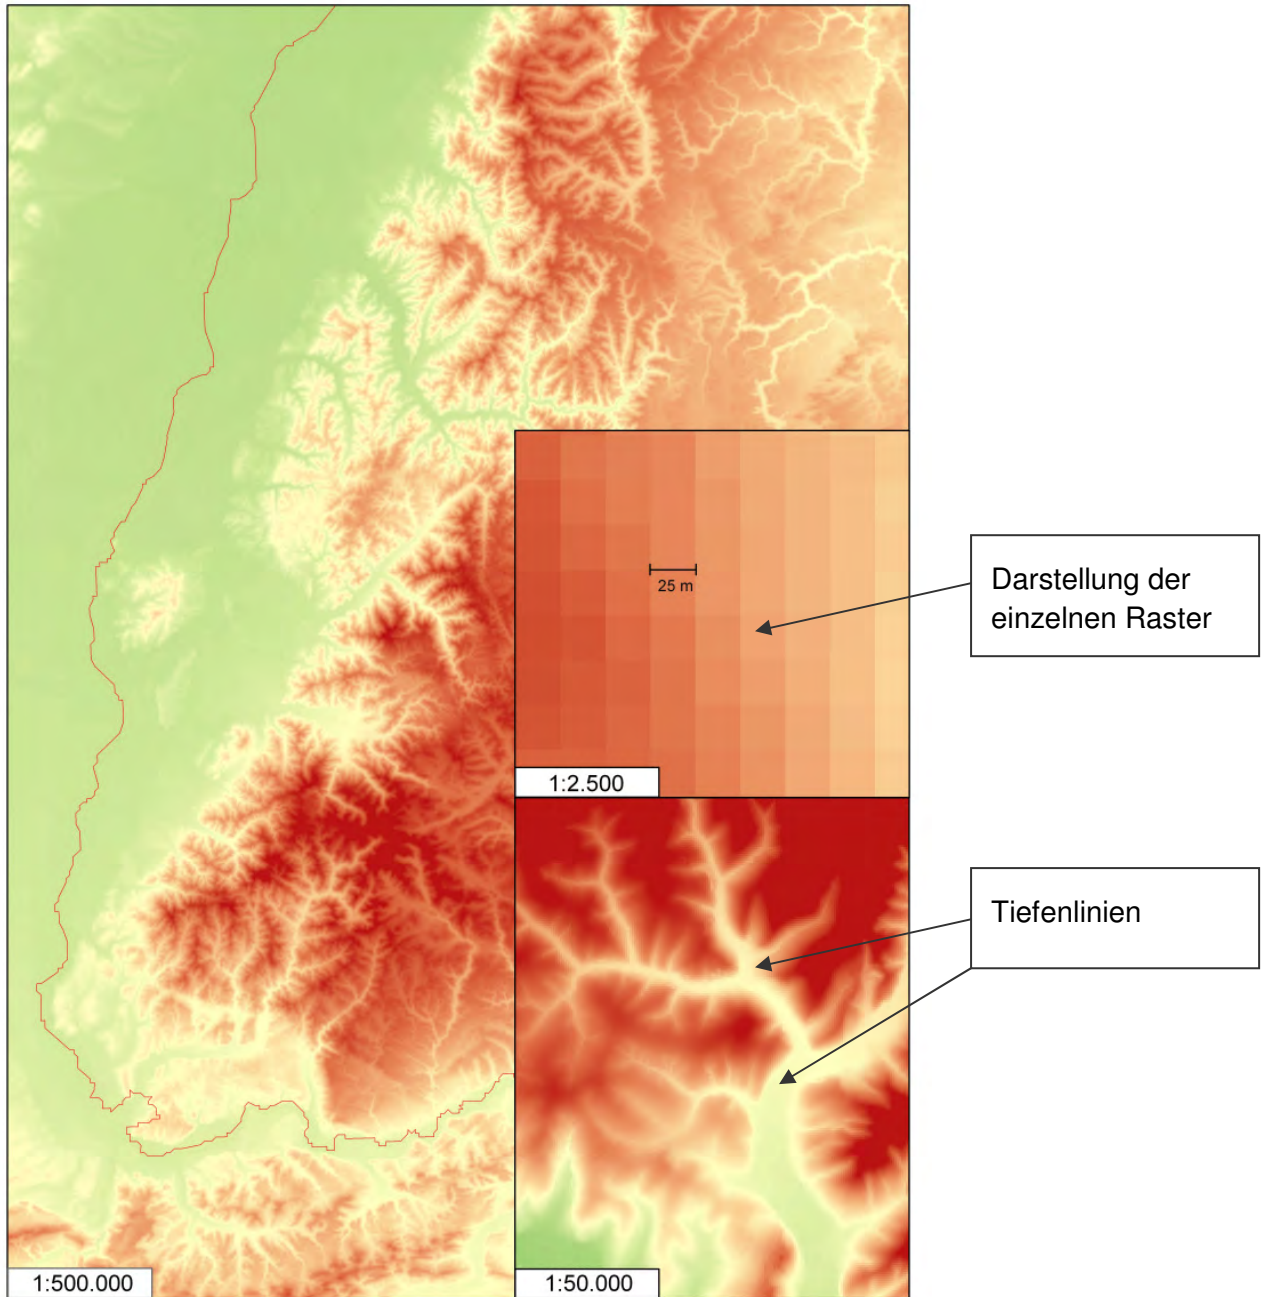 25 m
Darstellung der
einzelnen Raster
1:2.500
Tiefenlinien
1:500.000
1:50.000